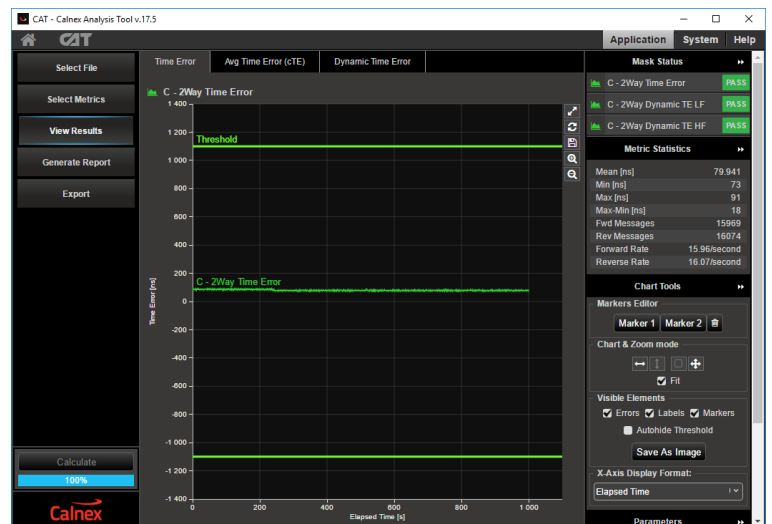 CAT - Calnex Analysis Tool v.17.5
CAT
Application System Help
Select File
Select Metrics
View Results
Generate Report
Export
Calculate
100%
Calnex
Time Error Avg Time Error (cTE) Dynamic Time Error
C - 2Way Time Error
1 400
1 200
1 000
800
600
400
200
0
-200
-400
-600
-800
-1 000
-1 200
-1 400
Time Error [ns]
Threshold
C - 2Way Time Error
0 200 400 600 800 1 000
Elapsed Time [s]
Mask Status
C - 2Way Time Error PASS
C - 2Way Dynamic TE LF PASS
C - 2Way Dynamic TE HF PASS
Metric Statistics
Mean [ns] 79.941
Min [ns] 73
Max [ns] 91
Max-Min [ns] 18
Fwd Messages 15969
Rev Messages 16074
Forward Rate 15.96/second
Reverse Rate 16.07/second
Chart Tools
Markers Editor
Marker 1 Marker 2
Chart & Zoom mode
Fit
Visible Elements
Errors Labels Markers
Autohide Threshold
Save As Image
X-Axis Display Format:
Elapsed Time
Parameters